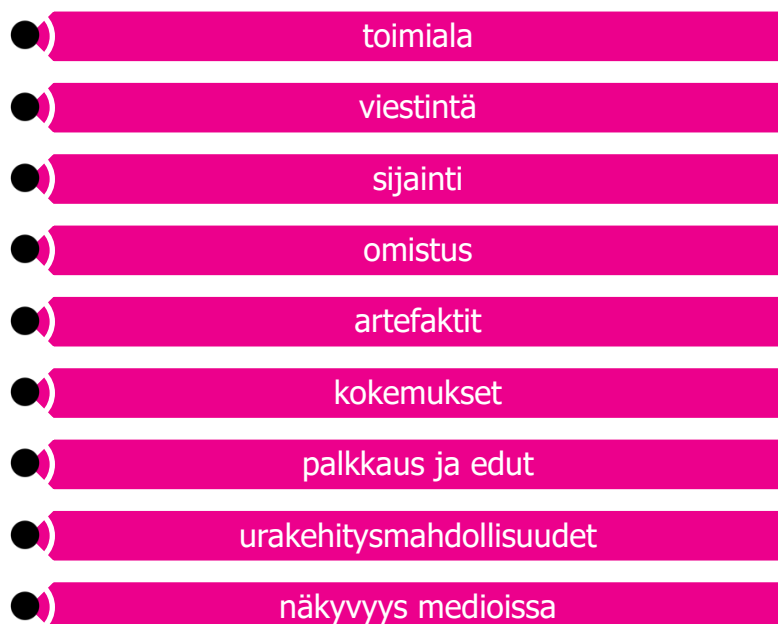 toimiala
viestintä
sijainti
omistus
artefaktit
kokemukset
palkkaus ja edut
urakehitysmahdollisuudet
näkyvyys medioissa